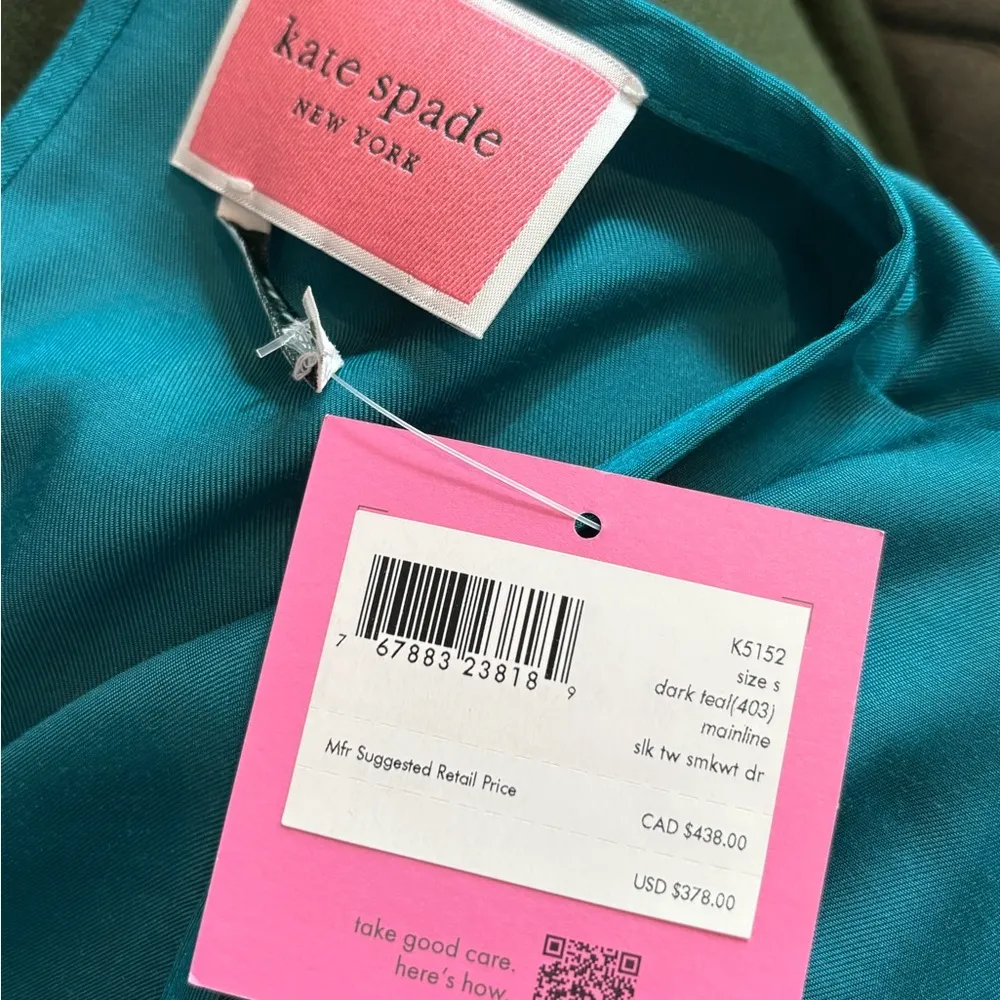 kate spade
NEW YORK
7 67883 23818 9
K5152
size s
dark teal(403)
mainline
slk tw smkwt dr
Mfr Suggested Retail Price
CAD $438.00
USD $378.00
take good care.
here's how.